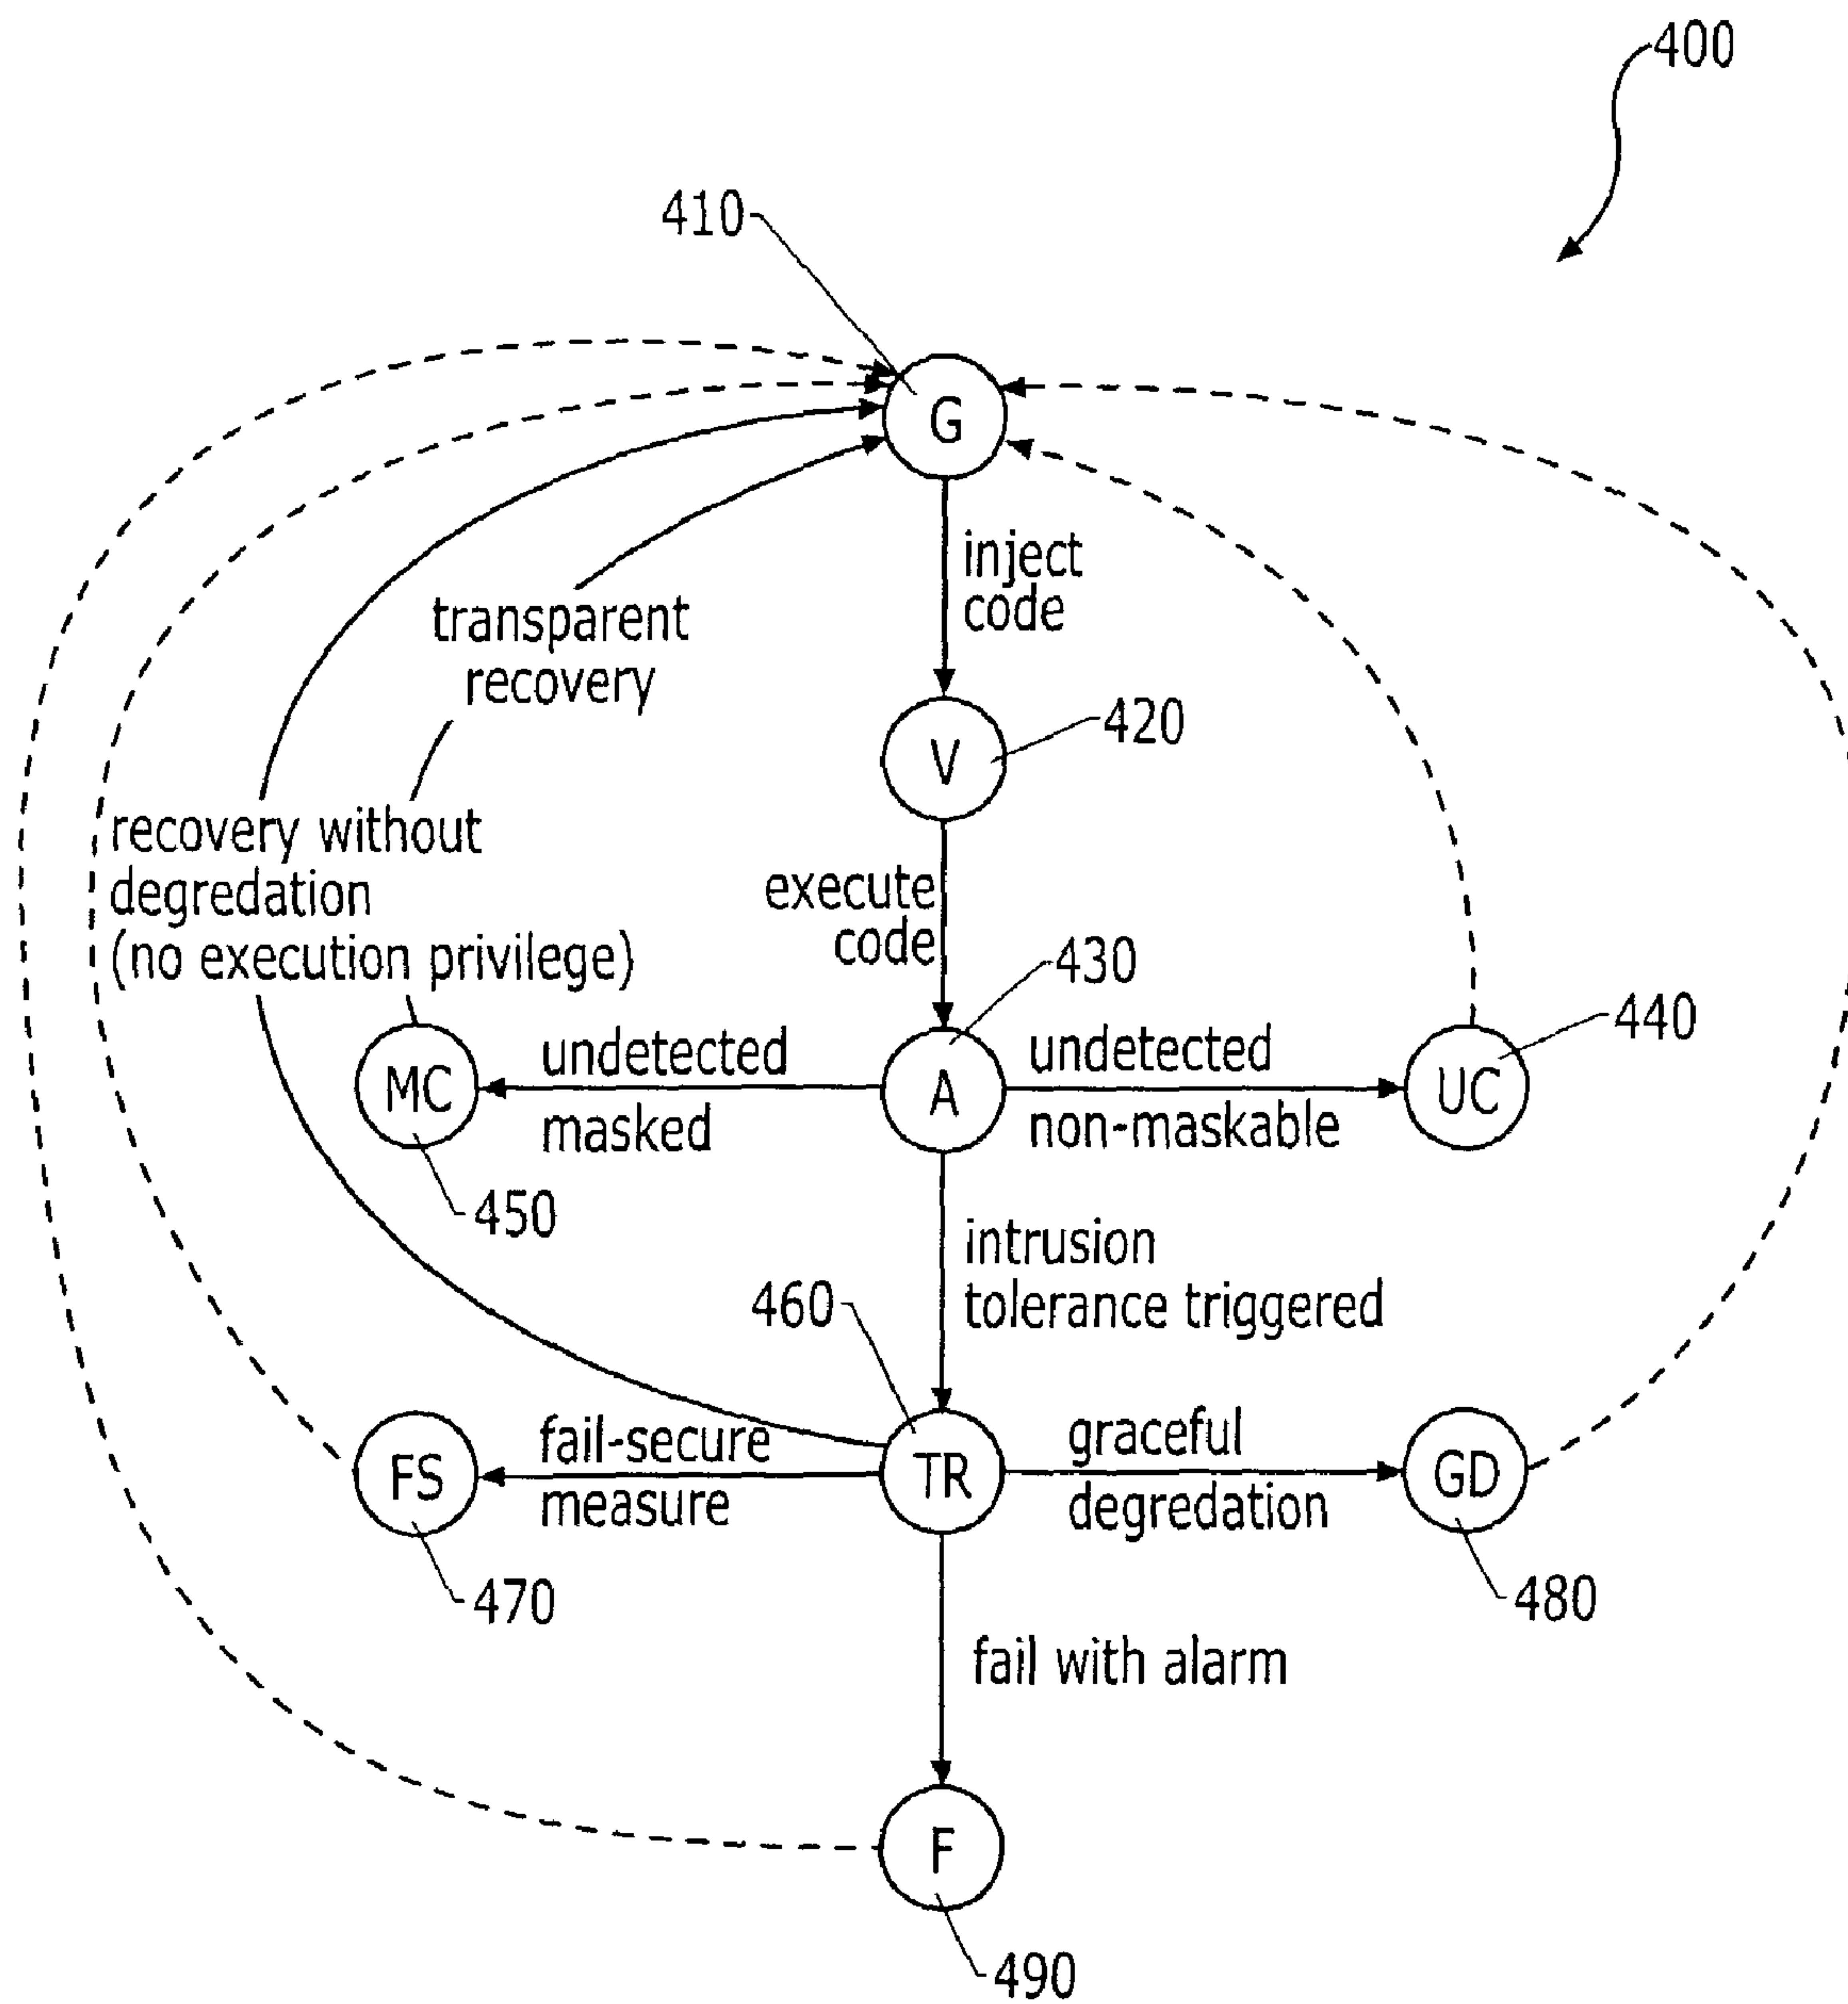 400
410
G
inject
code
transparent
recovery
V
420
recovery without
degredation
(no execution privilege)
execute
code
430
440
MC
undetected
masked
A
undetected
non-maskable
UC
450
intrusion
tolerance triggered
460
FS
fail-secure
measure
TR
graceful
degredation
GD
470
480
fail with alarm
F
490